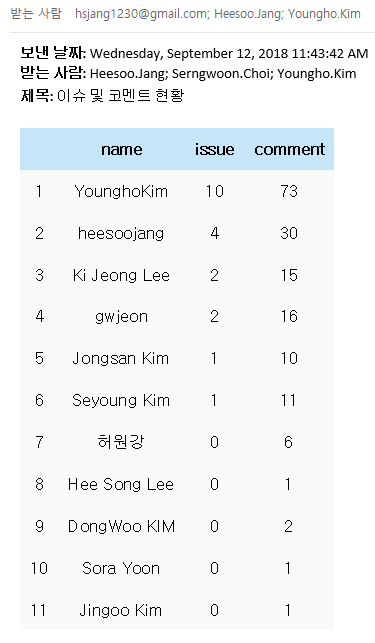 받는 사람 hsjang1230@gmail.com; Heesoo.Jang; Youngho.Kim
보낸 날짜: Wednesday, September 12, 2018 11:43:42 AM
받는 사람: Heesoo.Jang; Serngwoon.Choi; Youngho.Kim
제목: 이슈 및 코멘트 현황
name issue comment
1 YounghoKim 10 73
2 heesoojang 4 30
3 Ki Jeong Lee 2 15
4 gwjeon 2 16
5 Jongsan Kim 1 10
6 Seyoung Kim 1 11
7 허원강 0 6
8 Hee Song Lee 0 1
9 DongWoo KIM 0 2
10 Sora Yoon 0 1
11 Jingoo Kim 0 1